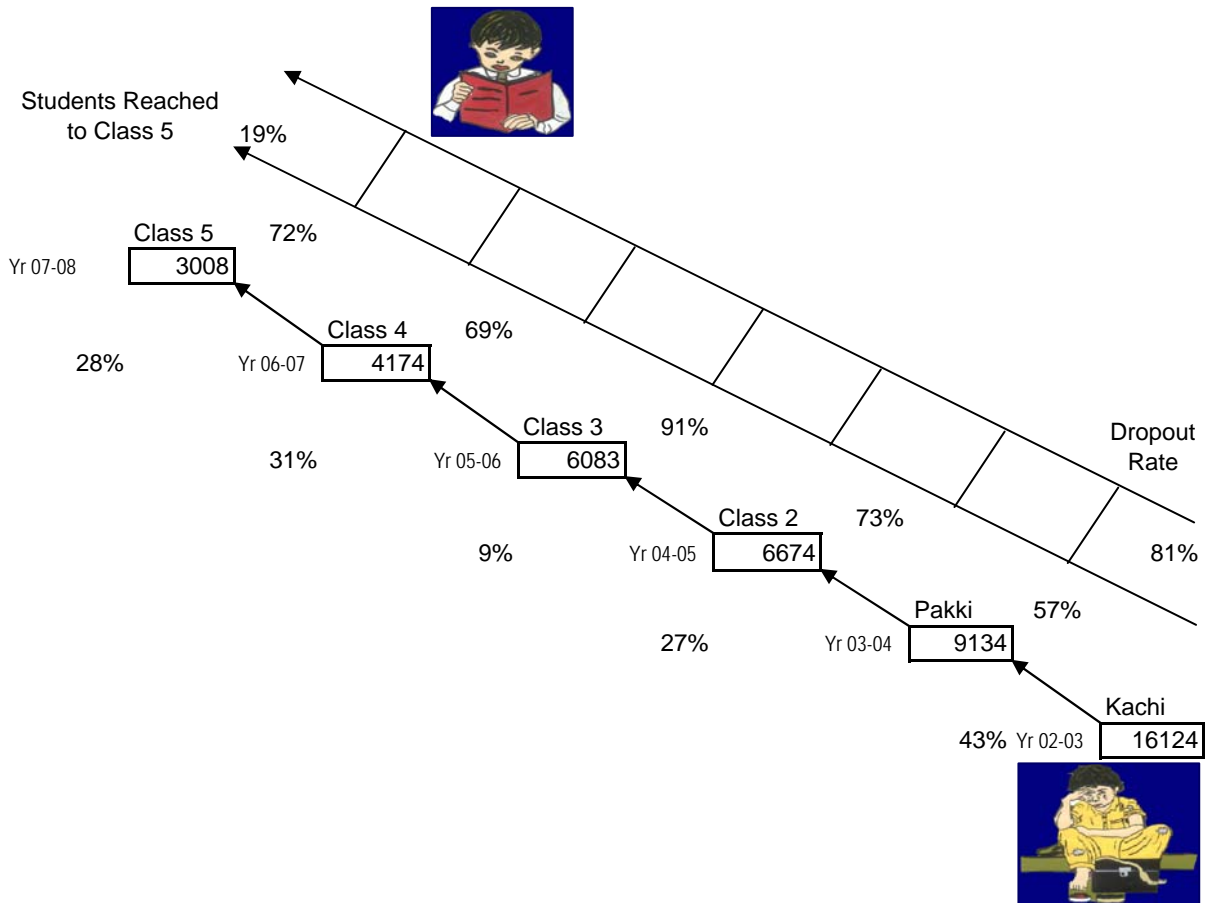 Students Reached
to Class 5
19%
Class 5
72%
Yr 07-08
3008
Class 4
69%
28%
Yr 06-07
4174
Class 3
91%
Dropout
Rate
31%
Yr 05-06
6083
Class 2
73%
9%
Yr 04-05
6674
81%
Pakki
57%
27%
Yr 03-04
9134
Kachi
43%
Yr 02-03
16124